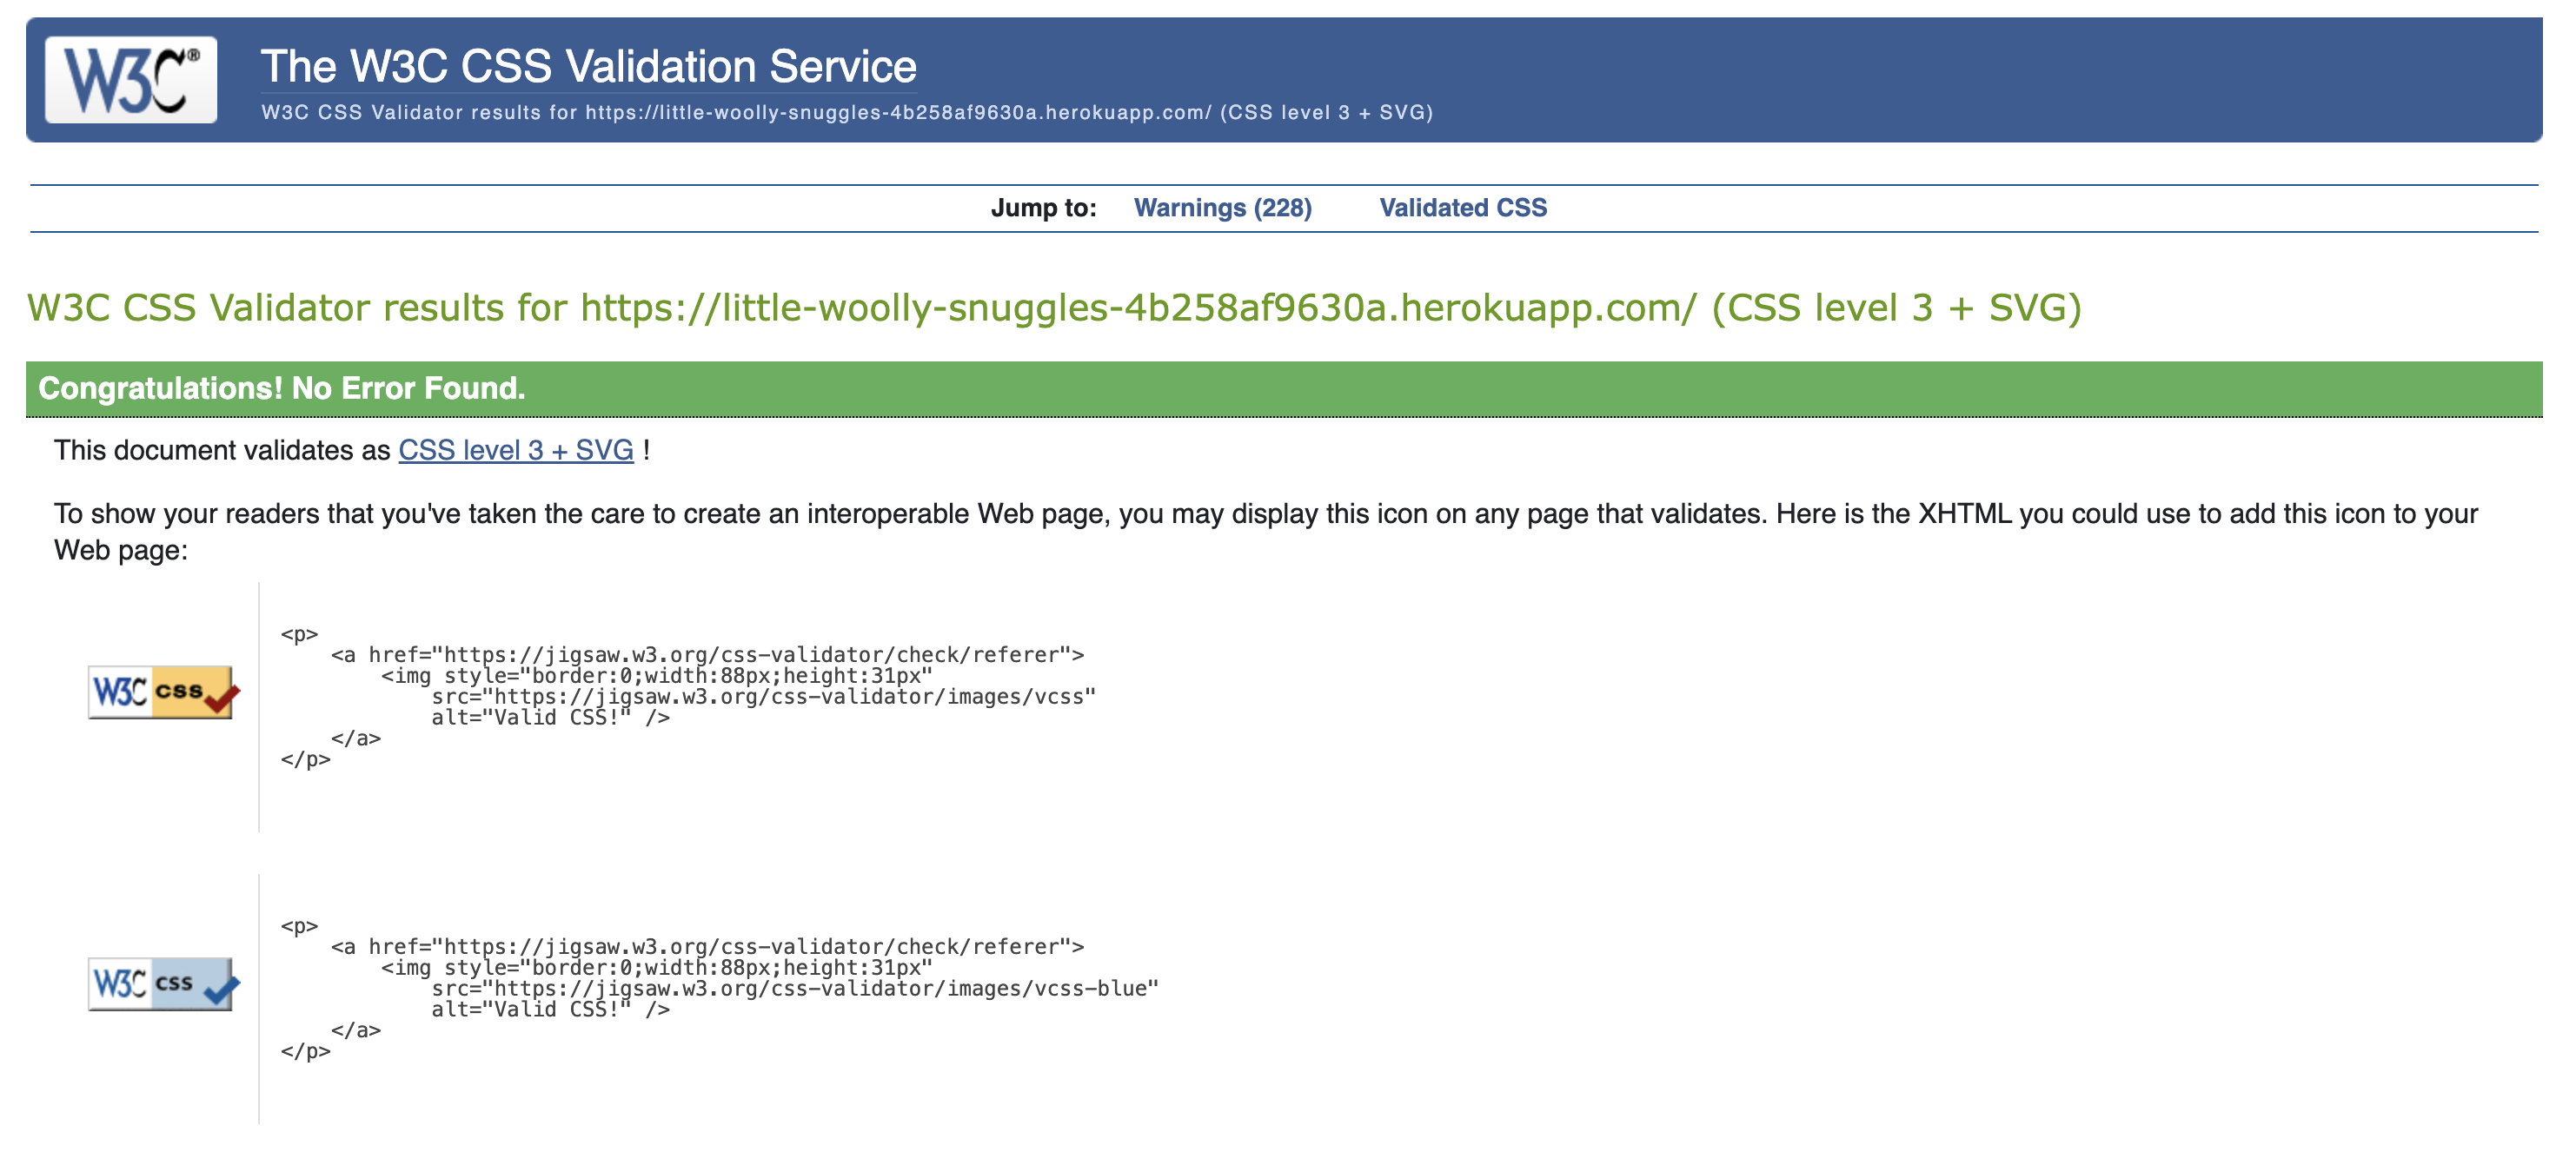 W3C®
The W3C CSS Validation Service
W3C CSS Validator results for https://little-woolly-snuggles-4b258af9630a.herokuapp.com/ (CSS level 3 + SVG)
Jump to: Warnings (228) Validated CSS
W3C CSS Validator results for https://little-woolly-snuggles-4b258af9630a.herokuapp.com/ (CSS level 3 + SVG)
Congratulations! No Error Found.
This document validates as CSS level 3 + SVG !
To show your readers that you've taken the care to create an interoperable Web page, you may display this icon on any page that validates. Here is the XHTML you could use to add this icon to your
Web page:
W3C css
<p>
    <a href="https://jigsaw.w3.org/css-validator/check/referer">
        <img style="border:0;width:88px;height:31px"
            src="https://jigsaw.w3.org/css-validator/images/vcss"
            alt="Valid CSS!" />
    </a>
</p>
W3C css
<p>
    <a href="https://jigsaw.w3.org/css-validator/check/referer">
        <img style="border:0;width:88px;height:31px"
            src="https://jigsaw.w3.org/css-validator/images/vcss-blue"
            alt="Valid CSS!" />
    </a>
</p>